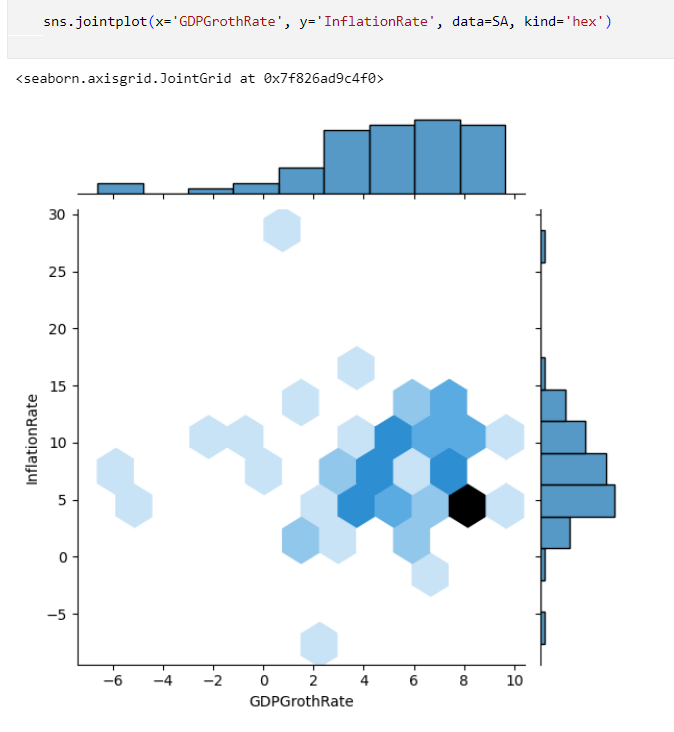 sns.jointplot(x='GDPGrothRate', y='InflationRate', data=SA, kind='hex')
<seaborn.axisgrid.JointGrid at 0x7f826ad9c4f0>
30
25
20
15
10
5
0
−5
InflationRate
−6 −4 −2 0 2 4 6 8 10
GDPGrothRate